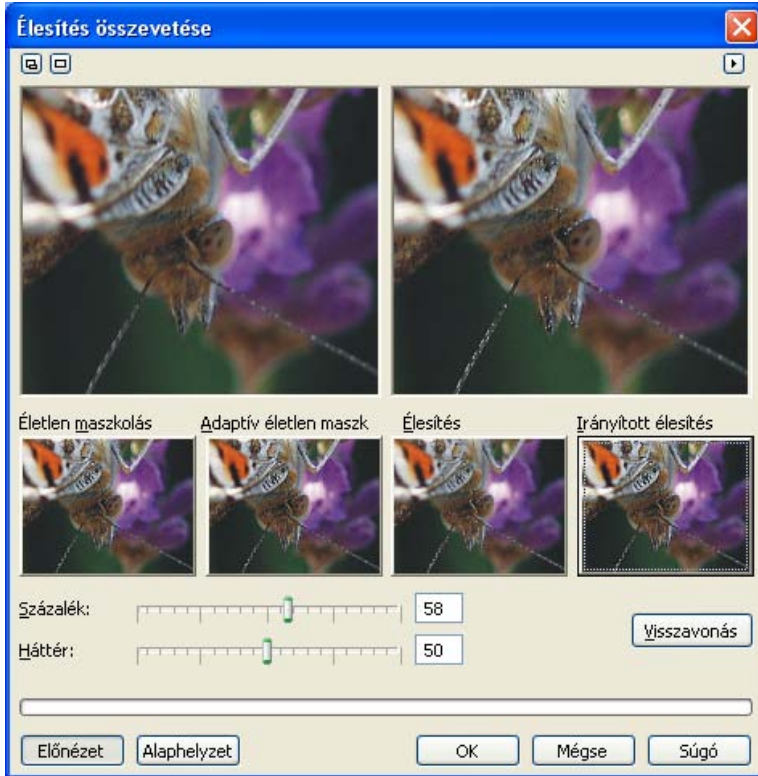 Élesítés összevetése
Életlen maszkolás Adaptív életlen maszk Élesítés Irányított élesítés
Százalék: 58
Háttér: 50
Visszavonás
Előnézet Alaphelyzet OK Mégse Súgó